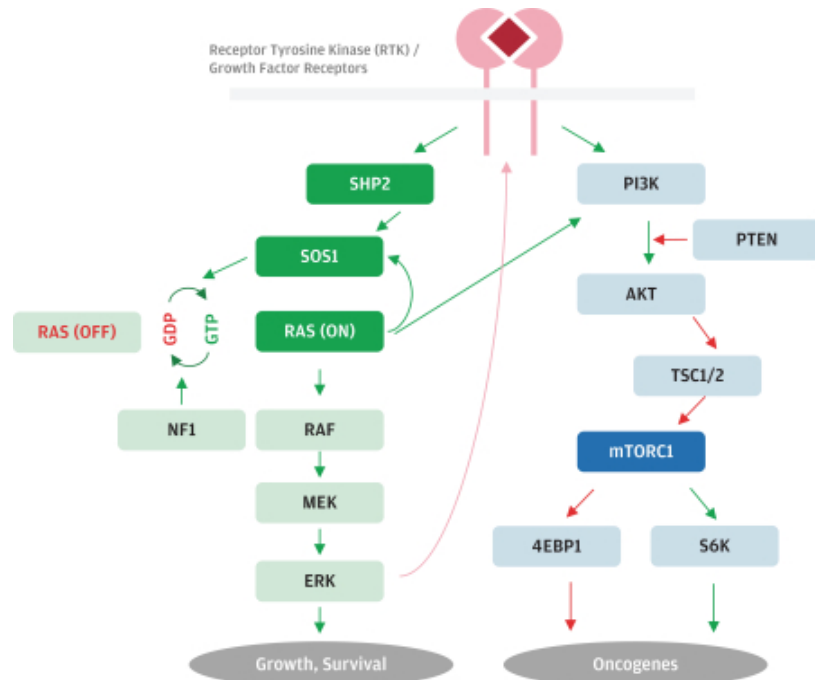 Receptor Tyrosine Kinase (RTK) /
Growth Factor Receptors
SHP2
PI3K
SOS1
PTEN
AKT
RAS (OFF)
GDP
GTP
RAS (ON)
TSC1/2
NF1
RAF
mTORC1
MEK
4EBP1
S6K
ERK
Growth, Survival
Oncogenes